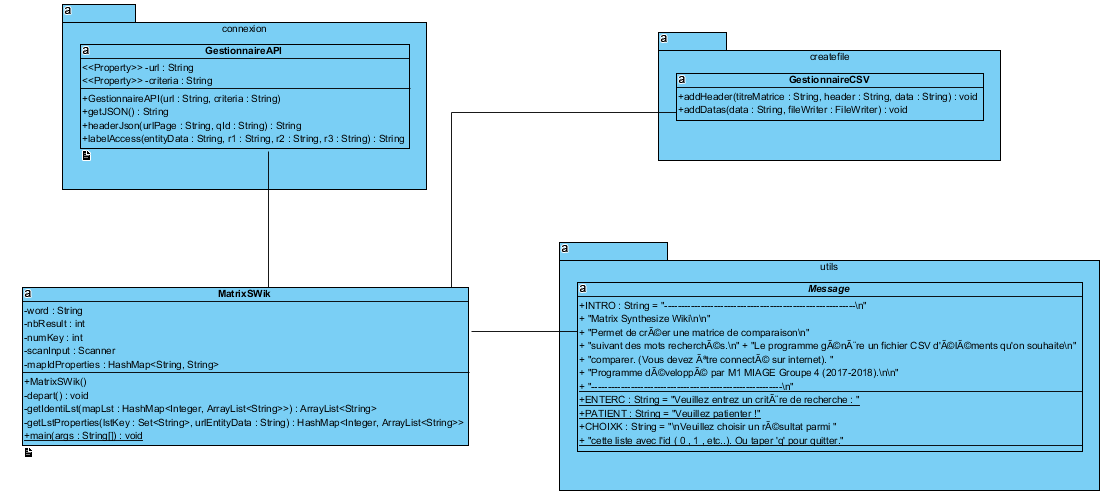 a
connexion
a
GestionnaireAPI
<<Property>> -url : String
<<Property>> -criteria : String
+GestionnaireAPI(url : String, criteria : String)
+getJSON() : String
+headerJson(urlPage : String, qId : String) : String
+labelAccess(entityData : String, r1 : String, r2 : String, r3 : String) : String
a
createfile
a
GestionnaireCSV
+addHeader(titreMatrice : String, header : String, data : String) : void
+addDatas(data : String, fileWriter : FileWriter) : void
a
MatrixSWik
-word : String
-nbResult : int
-numKey : int
-scanInput : Scanner
-mapIdProperties : HashMap<String, String>
+MatrixSWik()
-depart() : void
-getIdentiLst(mapLst : HashMap<Integer, ArrayList<String>>) : ArrayList<String>
-getLstProperties(lstKey : Set<String>, urlEntityData : String) : HashMap<Integer, ArrayList<String>>
+main(args : String[]) : void
a
utils
a
Message
+INTRO : String = "----------------------------------------------------------\n"
+ "Matrix Synthesize Wiki\n\n"
+ "Permet de crÃ©er une matrice de comparaison\n"
+ "suivant des mots recherchÃ©s.\n" + "Le programme gÃ©nÃ¨re un fichier CSV d'Ã©lÃ©ments qu'on souhaite\n"
+ "comparer. (Vous devez Ãªtre connectÃ© sur internet). "
+ "Programme dÃ©veloppÃ© par M1 MIAGE Groupe 4 (2017-2018).\n\n"
+ "----------------------------------------------------------\n"
+ENTERC : String = "Veuillez entrez un critÃ¨re de recherche : "
+PATIENT : String = "Veuillez patienter !"
+CHOIXK : String = "\nVeuillez choisir un rÃ©sultat parmi "
+ "cette liste avec l'id ( 0 , 1 , etc..). Ou taper 'q' pour quitter."